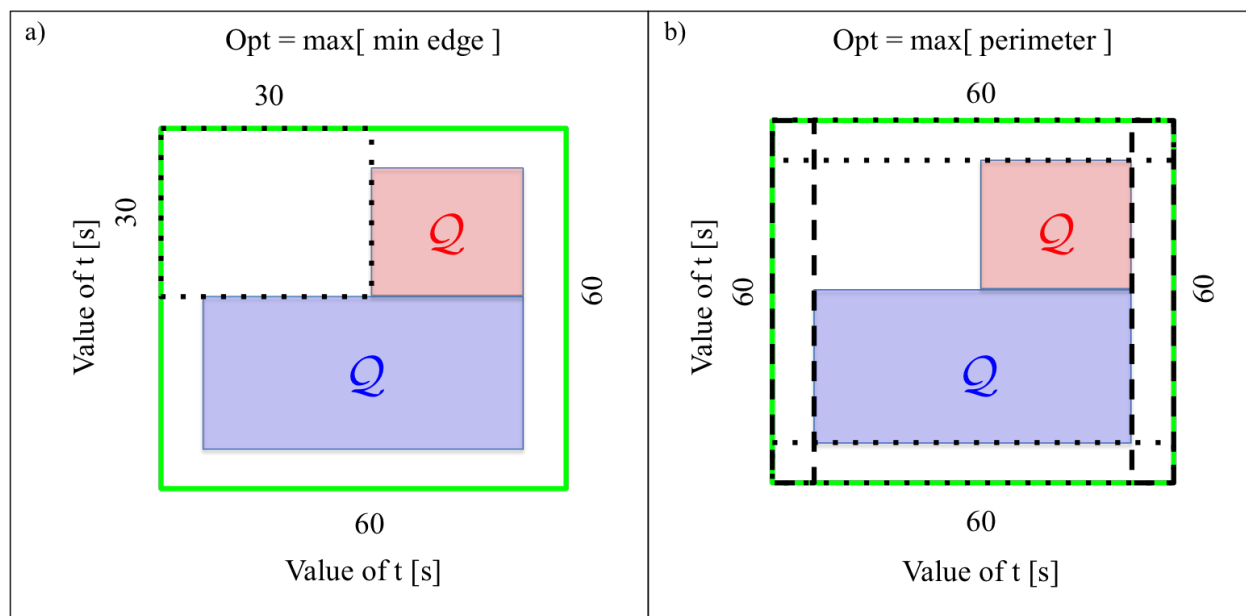 a)
Opt = max[ min edge ]
30
30
Value of t [s]
𝒬
60
𝒬
60
Value of t [s]
b)
Opt = max[ perimeter ]
60
Value of t [s]
60
𝒬
60
𝒬
60
Value of t [s]